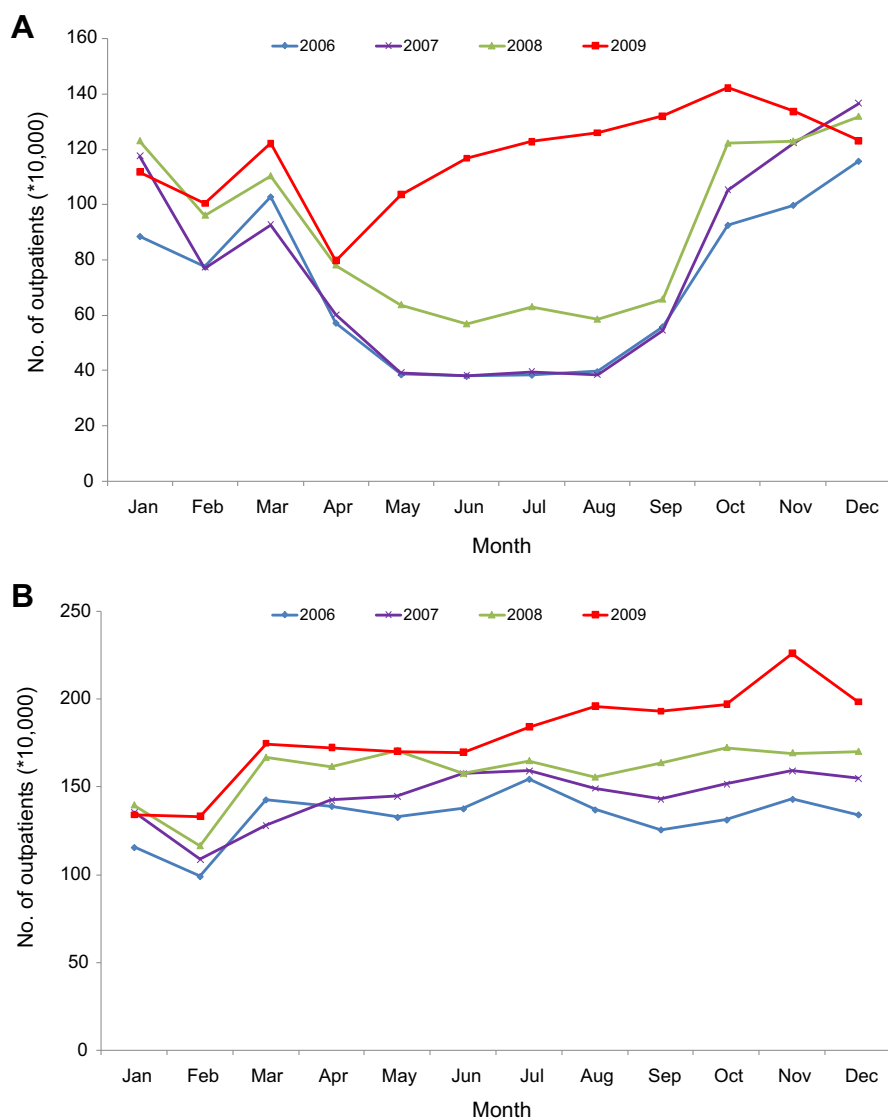 A
2006 2007 2008 2009
No. of outpatients (*10,000)
160
140
120
100
80
60
40
20
0
Jan Feb Mar Apr May Jun Jul Aug Sep Oct Nov Dec
Month
B
2006 2007 2008 2009
No. of outpatients (*10,000)
250
200
150
100
50
0
Jan Feb Mar Apr May Jun Jul Aug Sep Oct Nov Dec
Month